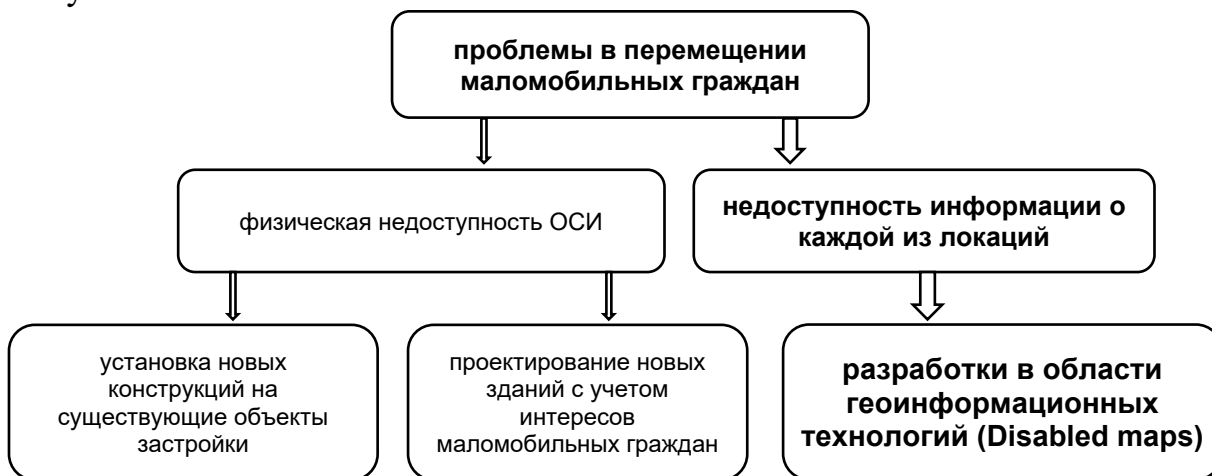 проблемы в перемещении
маломобильных граждан
физическая недоступность ОСИ
недоступность информации о
каждой из локаций
установка новых
конструкций на
существующие объекты
застройки
проектирование новых
зданий с учетом
интересов
маломобильных граждан
разработки в области
геоинформационных
технологий (Disabled maps)